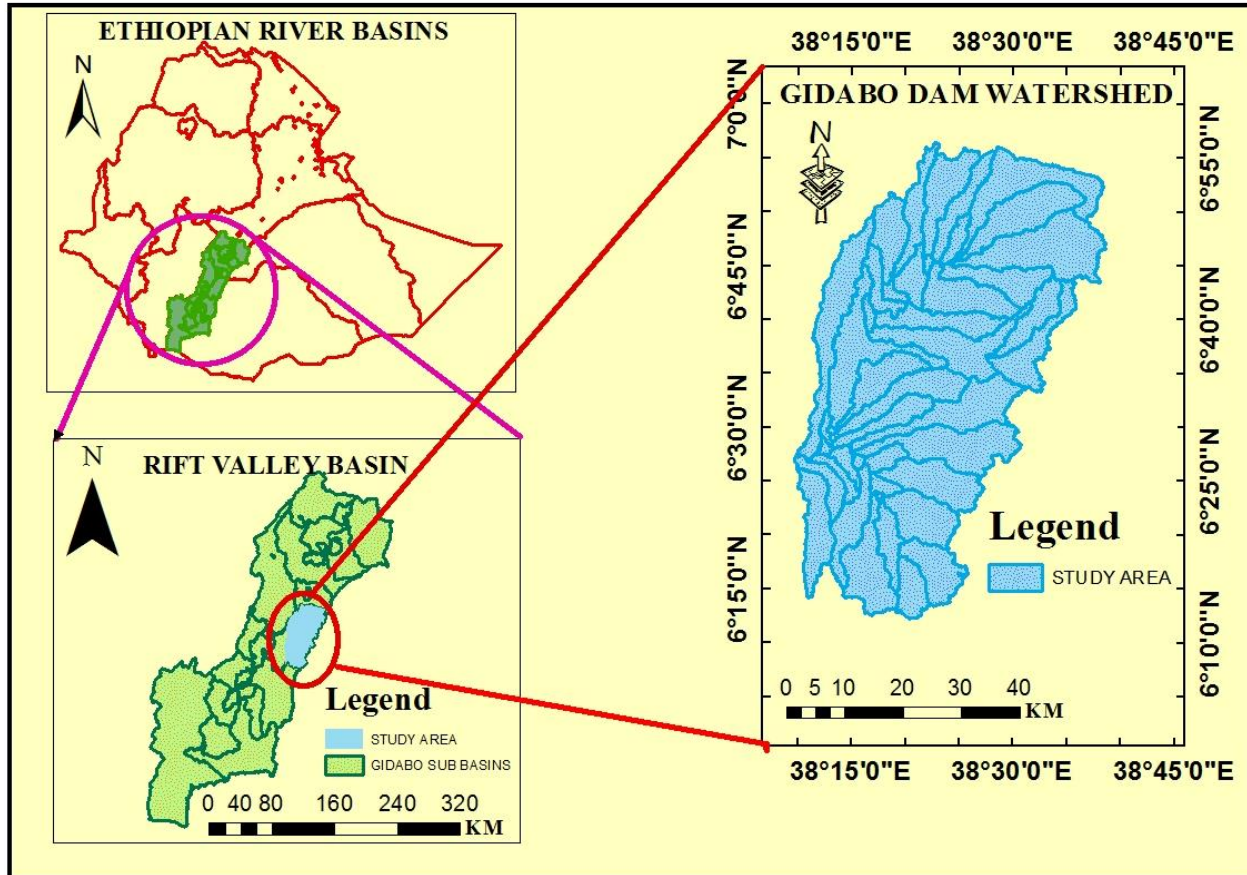 ETHIOPIAN RIVER BASINS
N
RIFT VALLEY BASIN
N
Legend
STUDY AREA
GIDABO SUB BASINS
0 40 80 160 240 320
KM
38°15'0"E 38°30'0"E 38°45'0"E
GIDABO DAM WATERSHED
N
7°0'0"N
6°45'0"N
6°30'0"N
6°15'0"N
6°55'0"N
6°40'0"N
6°25'0"N
6°10'0"N
Legend
STUDY AREA
0 5 10 20 30 40
KM
38°15'0"E 38°30'0"E 38°45'0"E